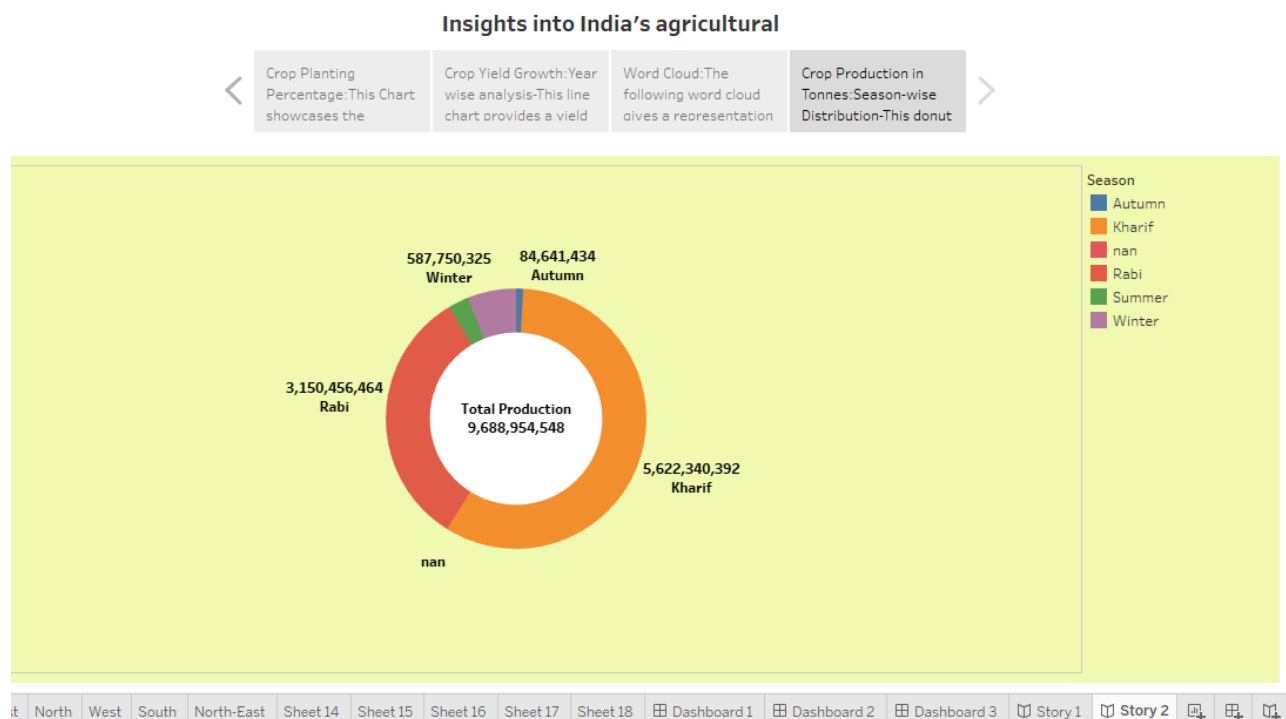 Insights into India’s agricultural
Crop Planting
Percentage:This Chart
showcases the
Crop Yield Growth:Year
wise analysis-This line
chart provides a yield
Word Cloud:The
following word cloud
gives a representation
Crop Production in
Tonnes:Season-wise
Distribution-This donut
Season
Autumn
Kharif
nan
Rabi
Summer
Winter
587,750,325
Winter
84,641,434
Autumn
3,150,456,464
Rabi
Total Production
9,688,954,548
5,622,340,392
Kharif
nan
st North West South North-East Sheet 14 Sheet 15 Sheet 16 Sheet 17 Sheet 18 Dashboard 1 Dashboard 2 Dashboard 3 Story 1 Story 2